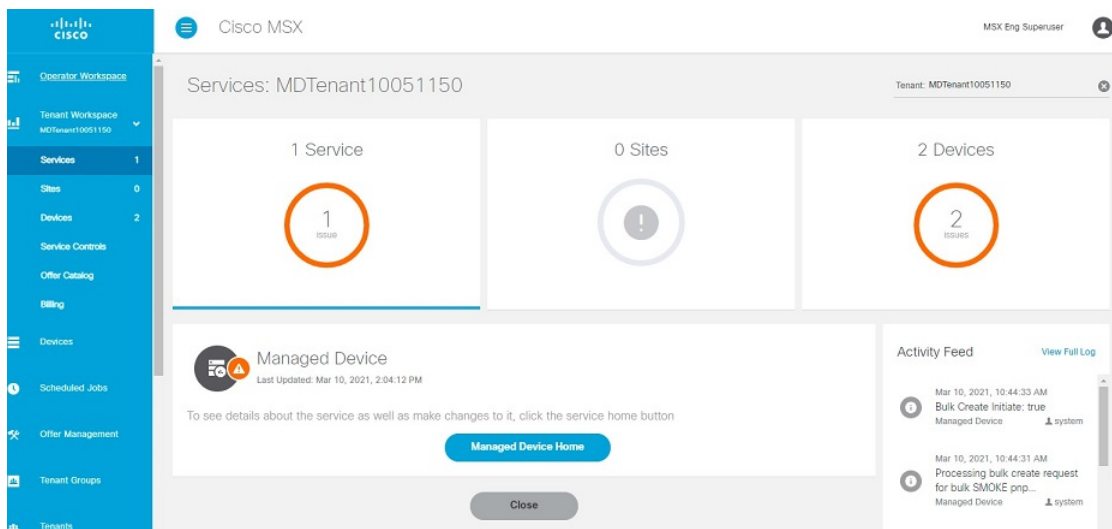 CISCO
Cisco MSX
MSX Eng Superuser
Operator Workspace
Tenant Workspace
MDTenant10051150
Services 1
Sites 0
Devices 2
Service Controls
Offer Catalog
Billing
Devices
Scheduled Jobs
Offer Management
Tenant Groups
Tenants
Services: MDTenant10051150
Tenant: MDTenant10051150
1 Service
1
issue
0 Sites
!
2 Devices
2
issues
Managed Device
Last Updated: Mar 10, 2021, 2:04:12 PM
To see details about the service as well as make changes to it, click the service home button
Managed Device Home
Close
Activity Feed
View Full Log
Mar 10, 2021, 10:44:33 AM
Bulk Create Initiate: true
Managed Device system
Mar 10, 2021, 10:44:31 AM
Processing bulk create request
for bulk SMOKE pnp...
Managed Device system